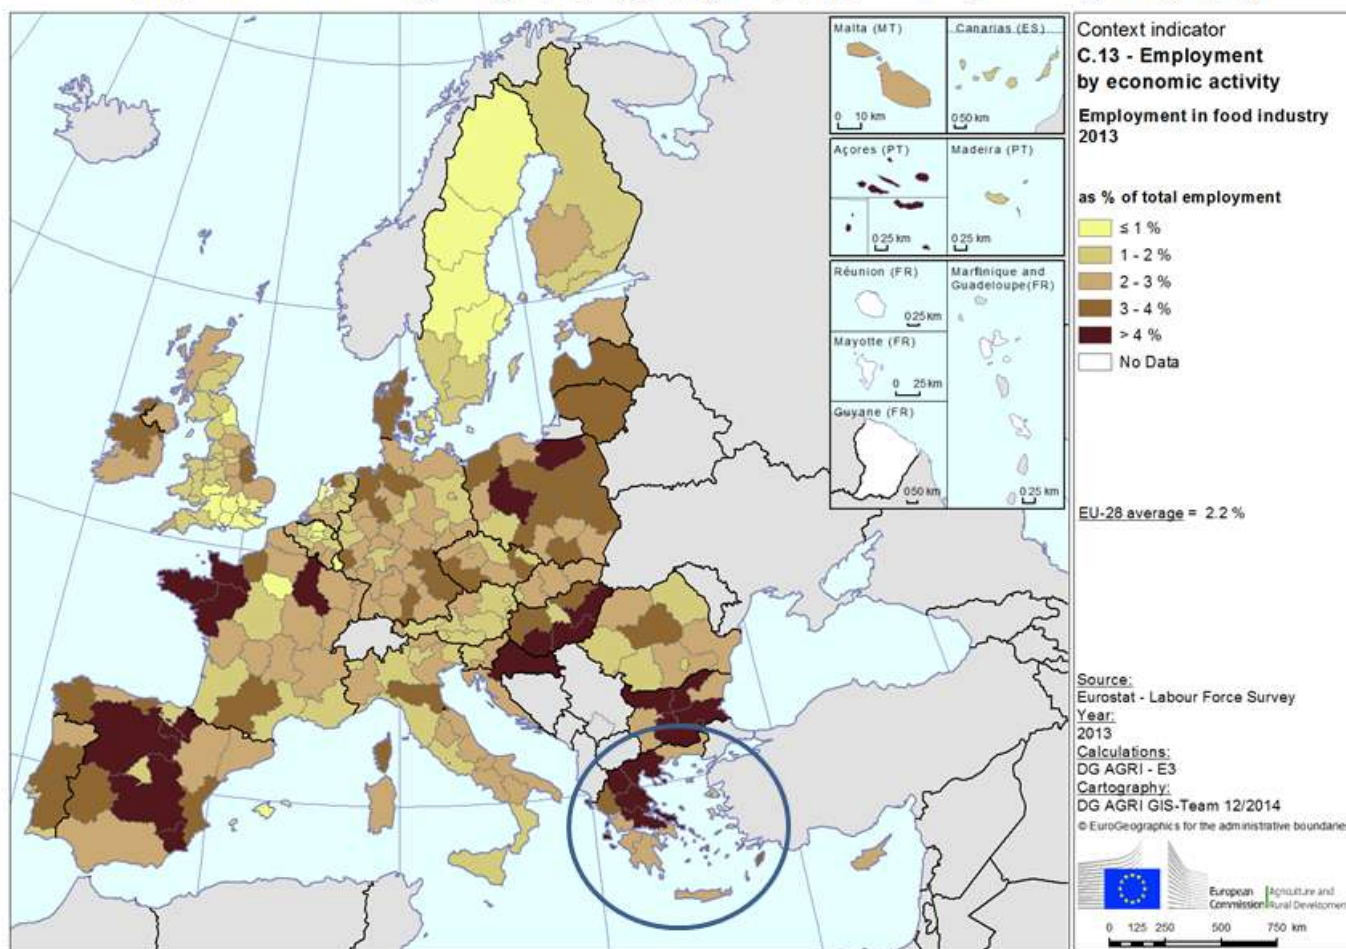 Malta (MT)
0 10 km
Canarias (ES)
0 50 km
Açores (PT)
0 25 km
Madeira (PT)
0 25 km
Réunion (FR)
0 25 km
Martinique and
Guadeloupe(FR)
0 25 km
Mayotte (FR)
0 25 km
Guyane (FR)
0 50 km
Context indicator
C.13 - Employment
by economic activity
Employment in food industry
2013
as % of total employment
≤ 1 %
1 - 2 %
2 - 3 %
3 - 4 %
> 4 %
No Data
EU-28 average = 2.2 %
Source:
Eurostat - Labour Force Survey
Year:
2013
Calculations:
DG AGRI - E3
Cartography:
DG AGRI GIS-Team 12/2014
© EuroGeographics for the administrative boundaries
European
Commission
Agriculture and
Rural Development
0 125 250 500 750 km